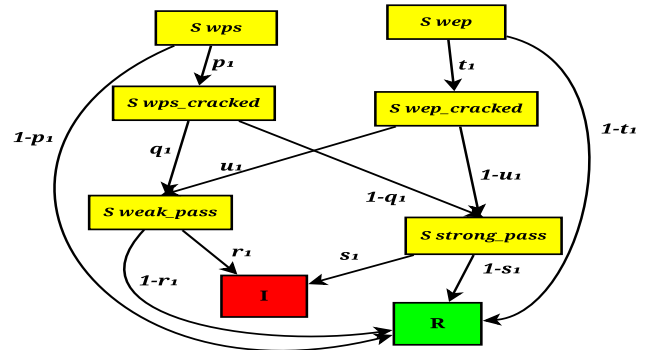 S wps
S wep
p₁
t₁
S wps_cracked
S wep_cracked
1-p₁
1-t₁
q₁
u₁
1-q₁
1-u₁
S weak_pass
S strong_pass
r₁
s₁
1-r₁
1-s₁
I
R